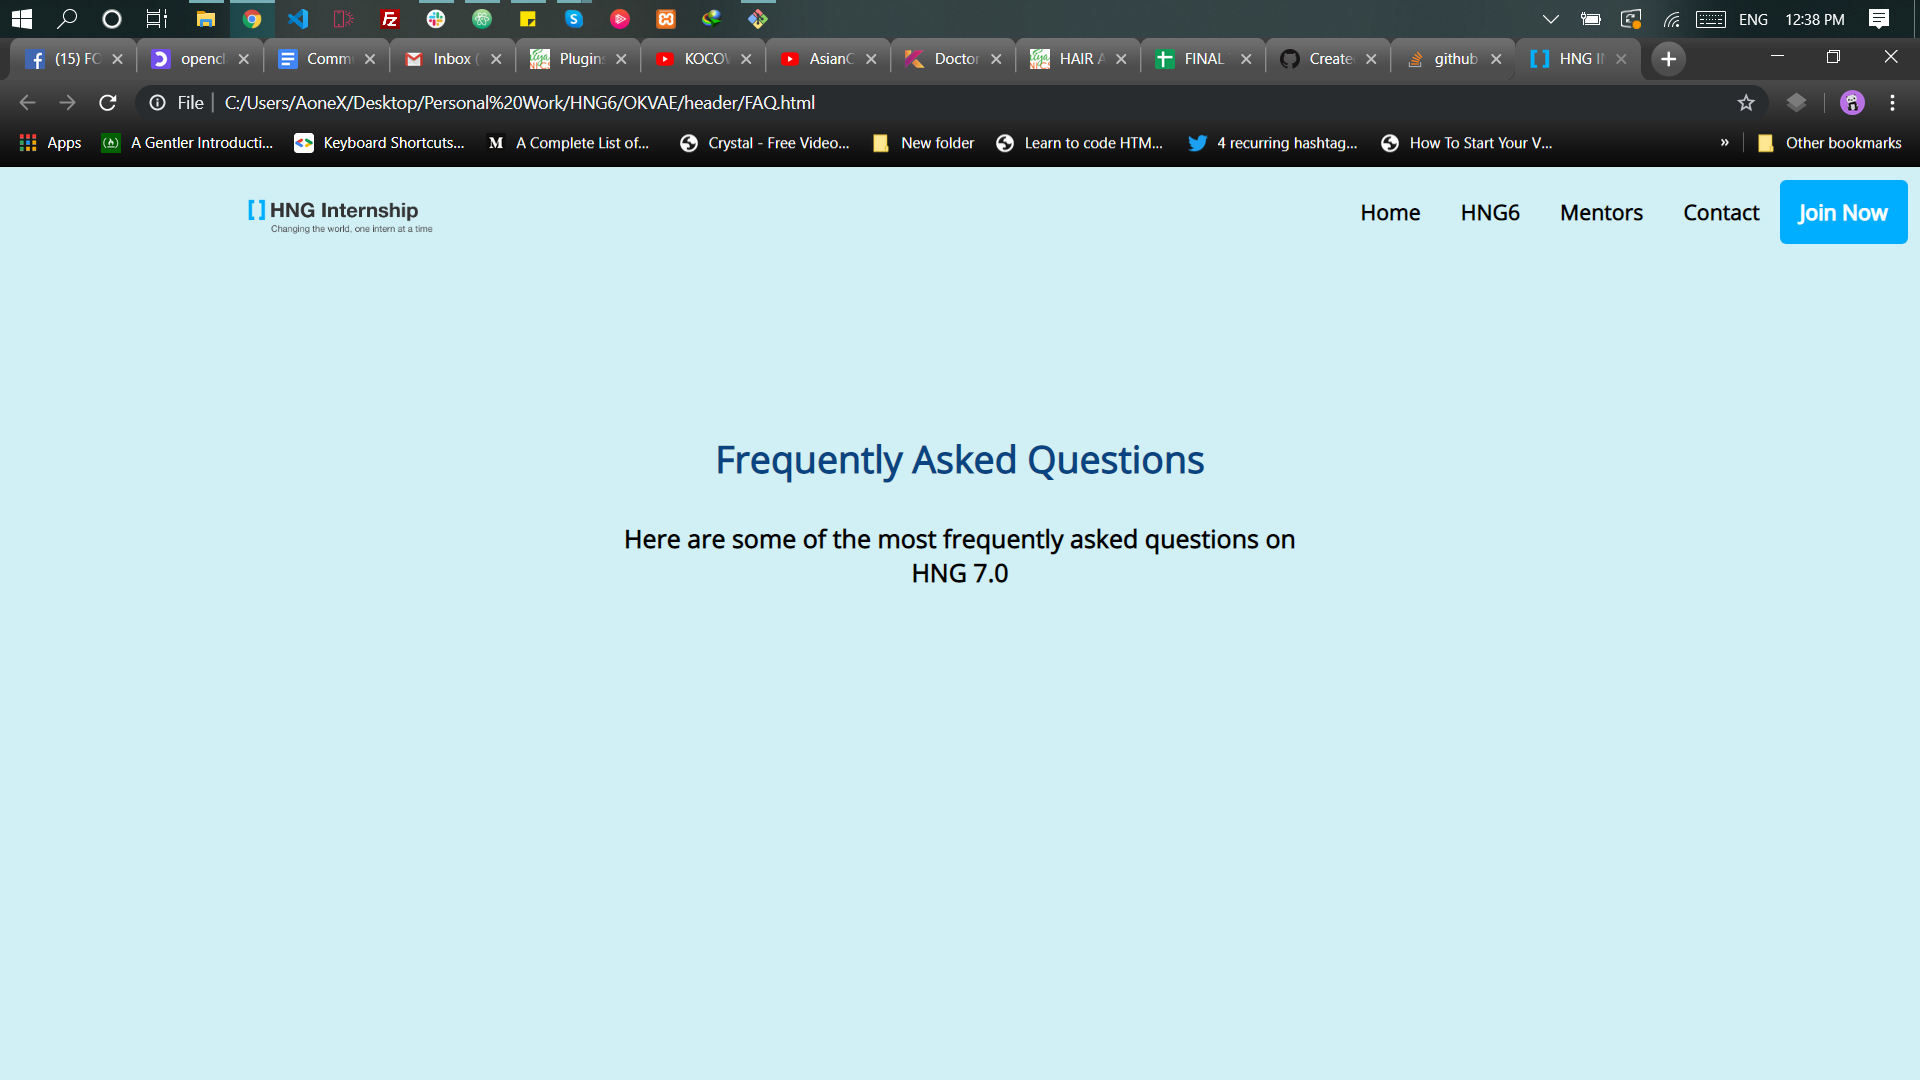 ENG 12:38 PM
(15) FC
opencl
Comm
Inbox (
Plugins
KOCOV
AsianC
Doctor
HAIR A
FINAL
Create
github
HNG I
File C:/Users/AoneX/Desktop/Personal%20Work/HNG6/OKVAE/header/FAQ.html
Apps
A Gentler Introducti...
Keyboard Shortcuts...
A Complete List of...
Crystal - Free Video...
New folder
Learn to code HTM...
4 recurring hashtag...
How To Start Your V...
»
Other bookmarks
[ ] HNG Internship
Changing the world, one intern at a time
Home
HNG6
Mentors
Contact
Join Now
Frequently Asked Questions
Here are some of the most frequently asked questions on
HNG 7.0